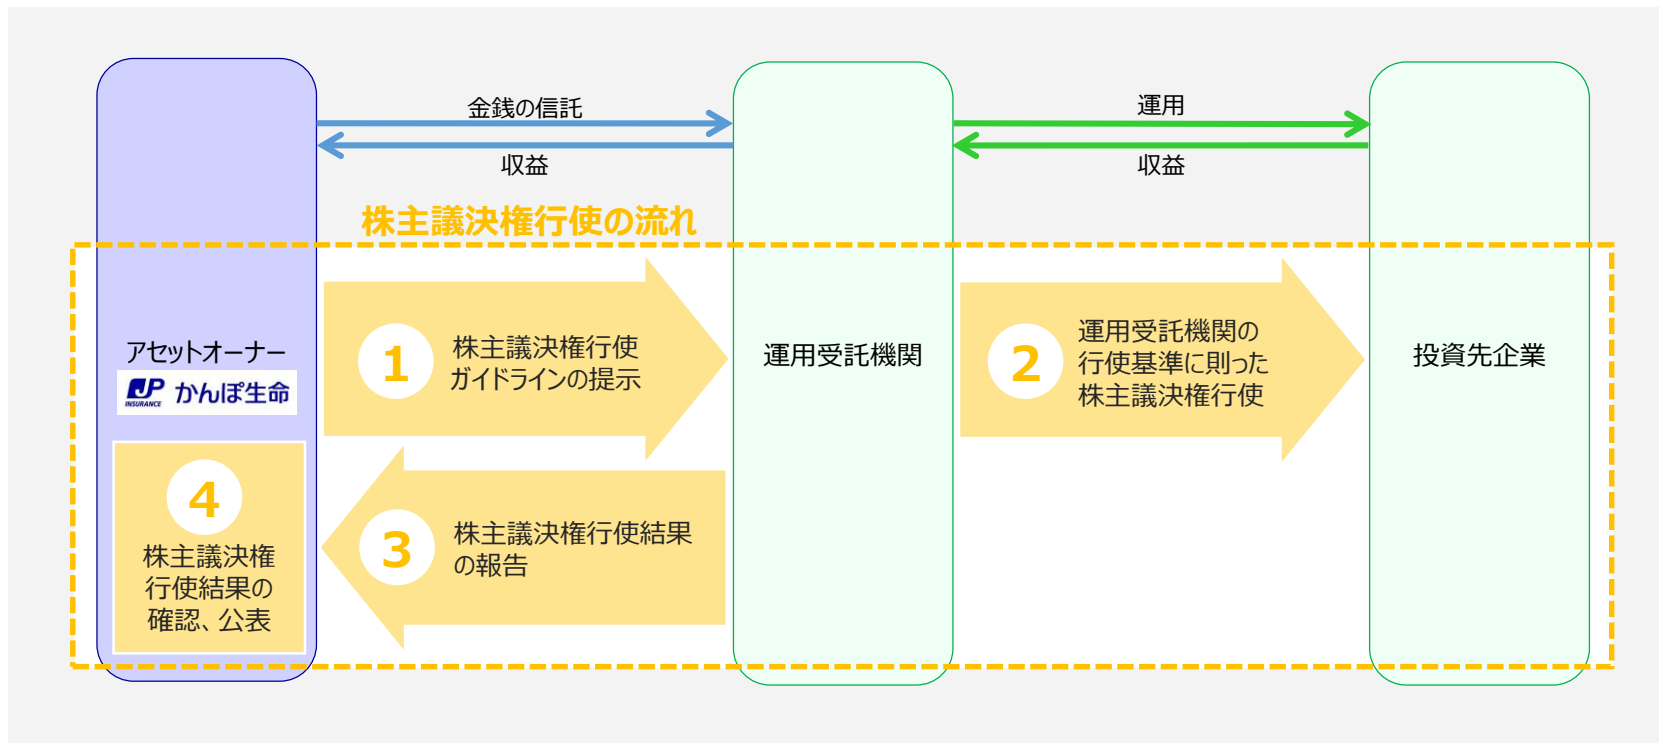 金銭の信託
収益
運用
収益
株主議決権行使の流れ
アセットオーナー
JP INSURANCE かんぽ生命
1
株主議決権行使
ガイドラインの提示
運用受託機関
2
運用受託機関の
行使基準に則った
株主議決権行使
投資先企業
3
株主議決権行使結果
の報告
4
株主議決権
行使結果の
確認、公表